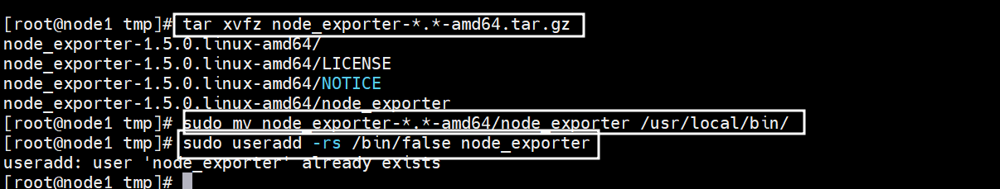 [root@node1 tmp]# tar xvfz node_exporter-*.*-amd64.tar.gz
node_exporter-1.5.0.linux-amd64/
node_exporter-1.5.0.linux-amd64/LICENSE
node_exporter-1.5.0.linux-amd64/NOTICE
node_exporter-1.5.0.linux-amd64/node_exporter
[root@node1 tmp]# sudo mv node_exporter-*.*-amd64/node_exporter /usr/local/bin/
[root@node1 tmp]# sudo useradd -rs /bin/false node_exporter
useradd: user 'node_exporter' already exists
[root@node1 tmp]#